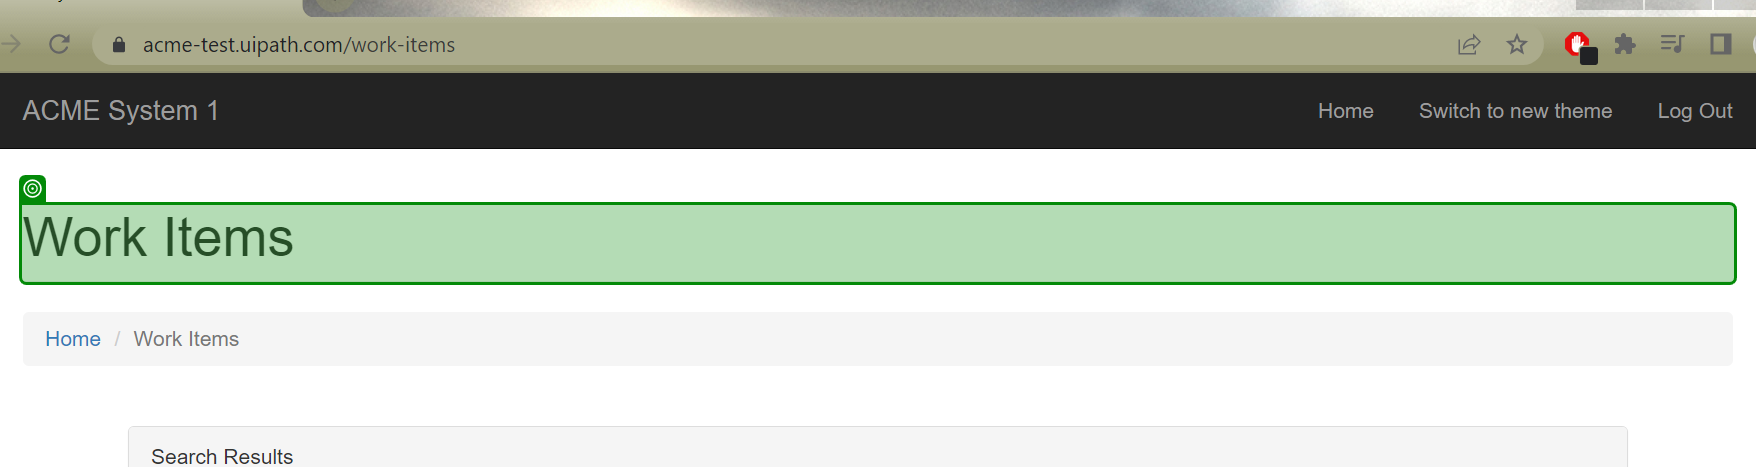 acme-test.uipath.com/work-items
ACME System 1
Home
Switch to new theme
Log Out
Work Items
Home / Work Items
Search Results